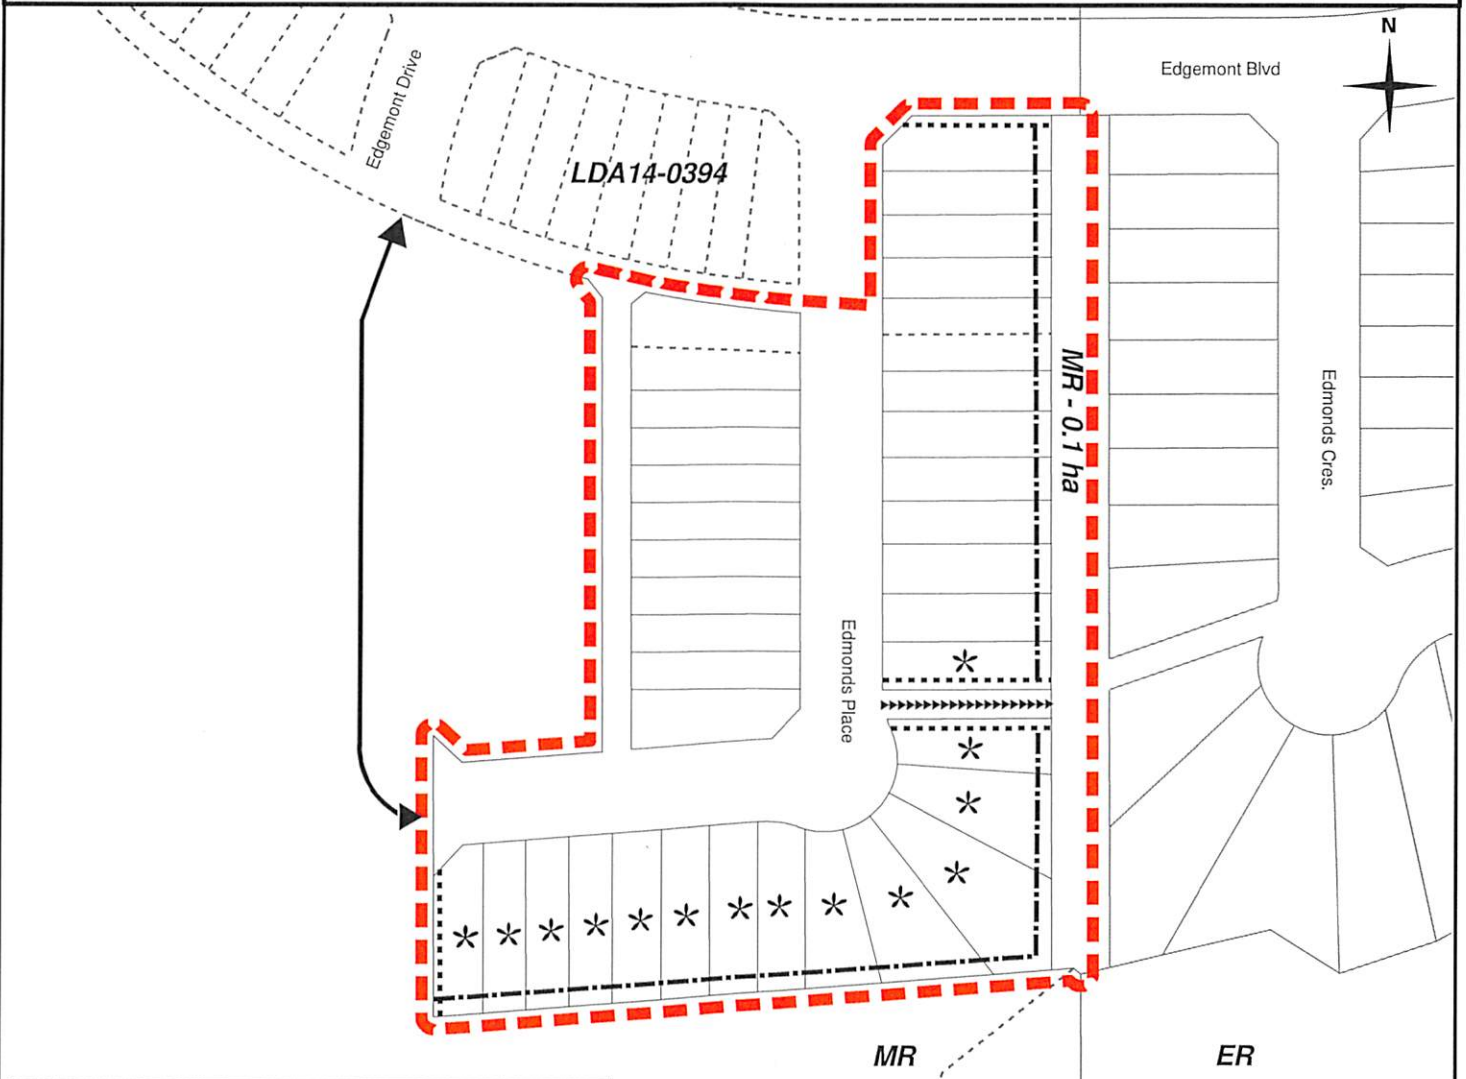 N
Edgemont Blvd
Edgemont Drive
LDA14-0394
MR - 0.1 ha
Edmonds Cres.
Edmonds Place
MR
ER